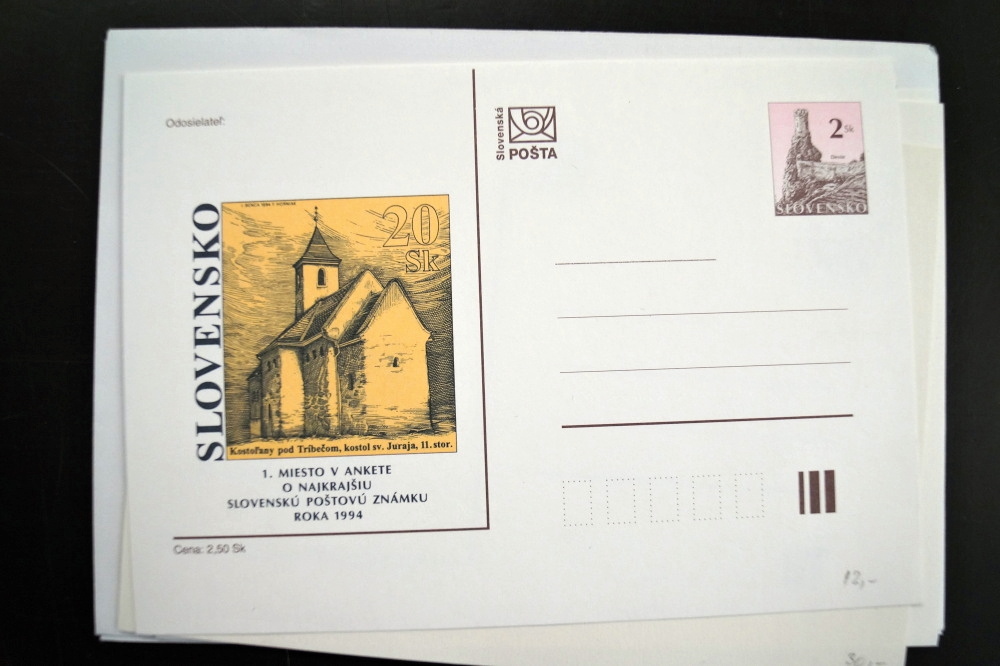 Odosielateľ:
SLOVENSKO
20
Sk
Kostoľany pod Tribečom, kostol sv. Juraja, 11. stor.
1. MIESTO V ANKETE
O NAJKRAJŠIU
SLOVENSKÚ POŠTOVÚ ZNÁMKU
ROKA 1994
Cena: 2,50 Sk
Slovenská
POŠTA
2 Sk
Devín
SLOVENSKO
12,-